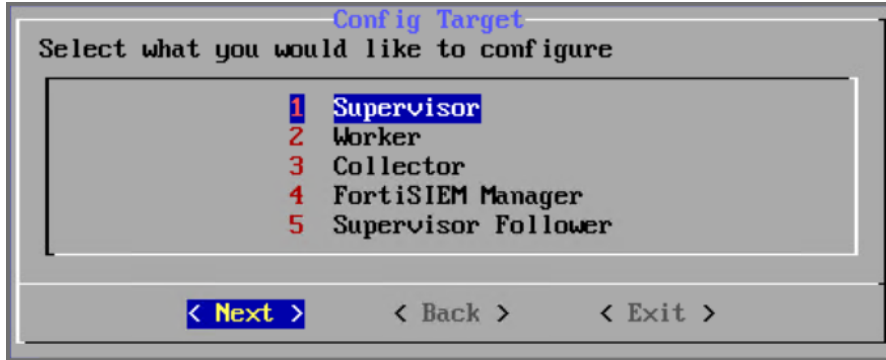 Config Target
Select what you would like to configure
1 Supervisor
2 Worker
3 Collector
4 FortiSIEM Manager
5 Supervisor Follower
< Next > < Back > < Exit >